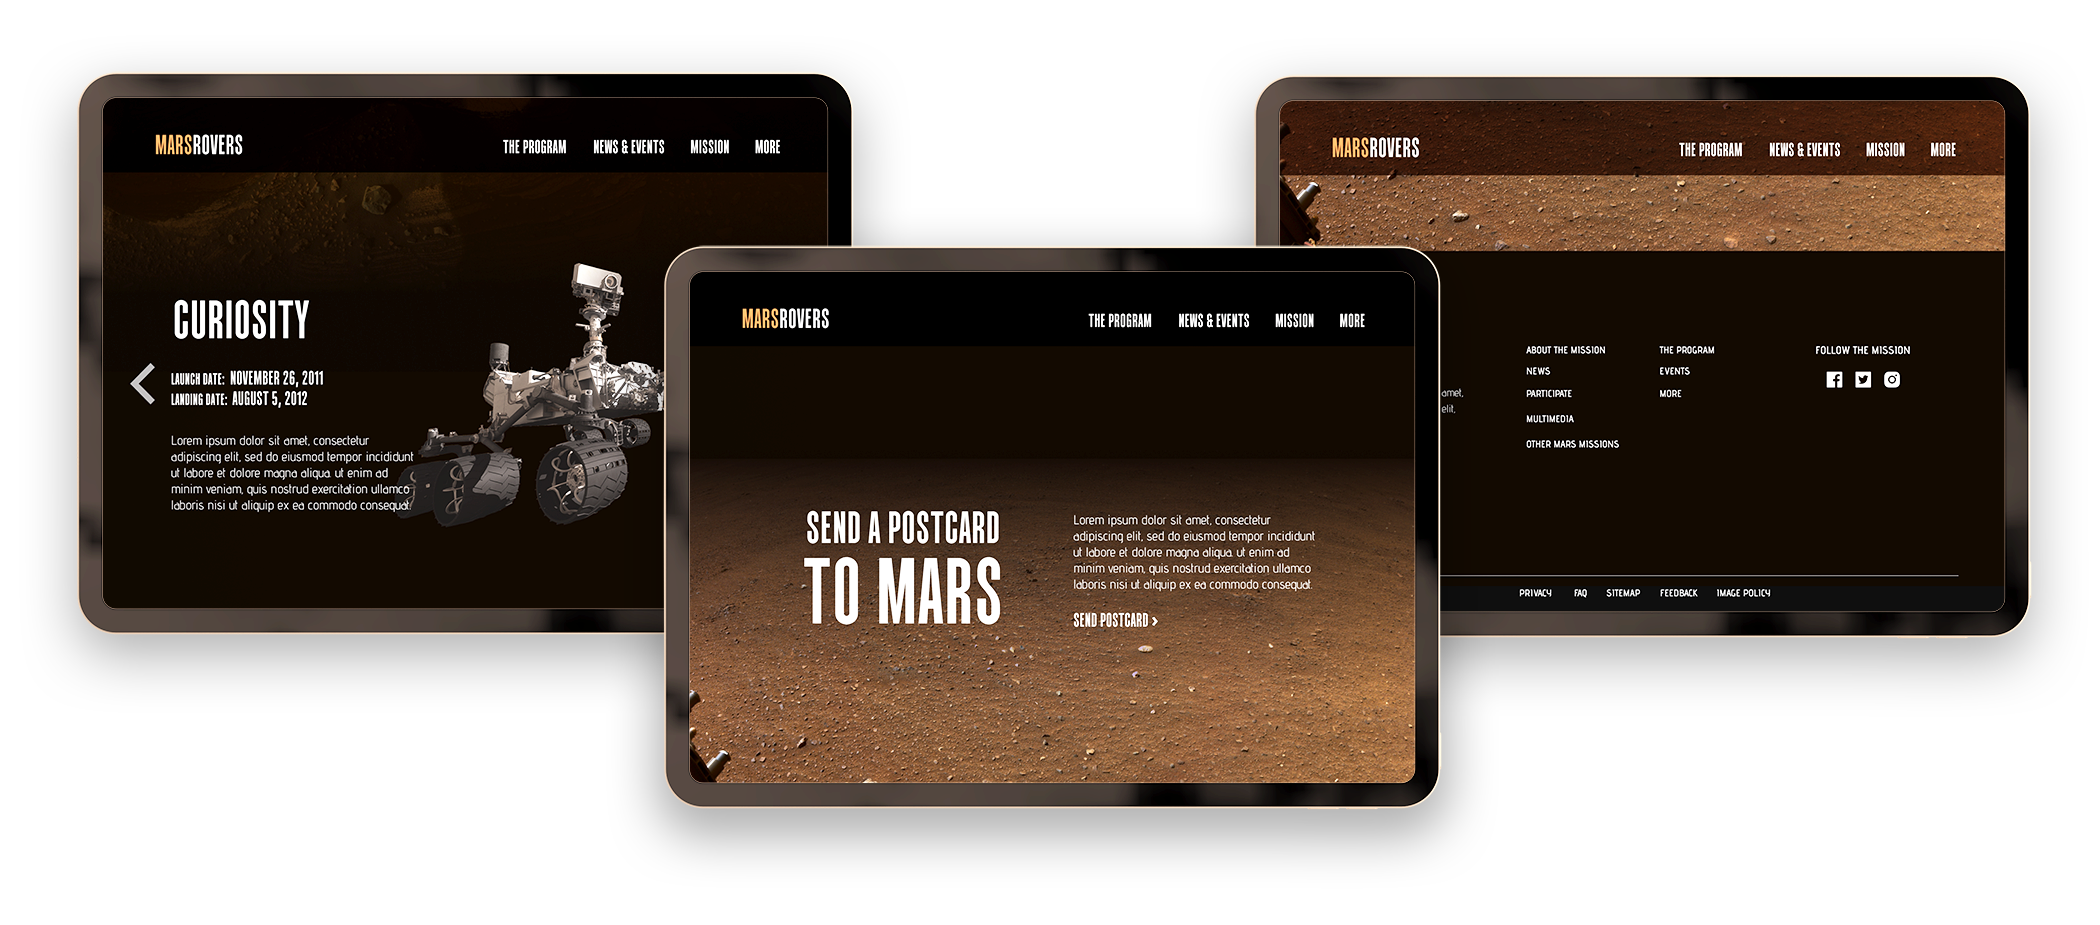 MARSROVERS
THE PROGRAM NEWS & EVENTS MISSION MORE
CURIOSITY
LAUNCH DATE: NOVEMBER 26, 2011
LANDING DATE: AUGUST 5, 2012
Lorem ipsum dolor sit amet, consectetur
adipiscing elit, sed do eiusmod tempor incididunt
ut labore et dolore magna aliqua. ut enim ad
minim veniam, quis nostrud exercitation ullamco
laboris nisi ut aliquip ex ea commodo consequat.
MARSROVERS
THE PROGRAM NEWS & EVENTS MISSION MORE
SEND A POSTCARD
TO MARS
Lorem ipsum dolor sit amet, consectetur
adipiscing elit, sed do eiusmod tempor incididunt
ut labore et dolore magna aliqua. ut enim ad
minim veniam, quis nostrud exercitation ullamco
laboris nisi ut aliquip ex ea commodo consequat.
SEND POSTCARD ›
MARSROVERS
THE PROGRAM NEWS & EVENTS MISSION MORE
amet,
elit,
ABOUT THE MISSION
NEWS
PARTICIPATE
MULTIMEDIA
OTHER MARS MISSIONS
THE PROGRAM
EVENTS
MORE
FOLLOW THE MISSION
PRIVACY FAQ SITEMAP FEEDBACK IMAGE POLICY